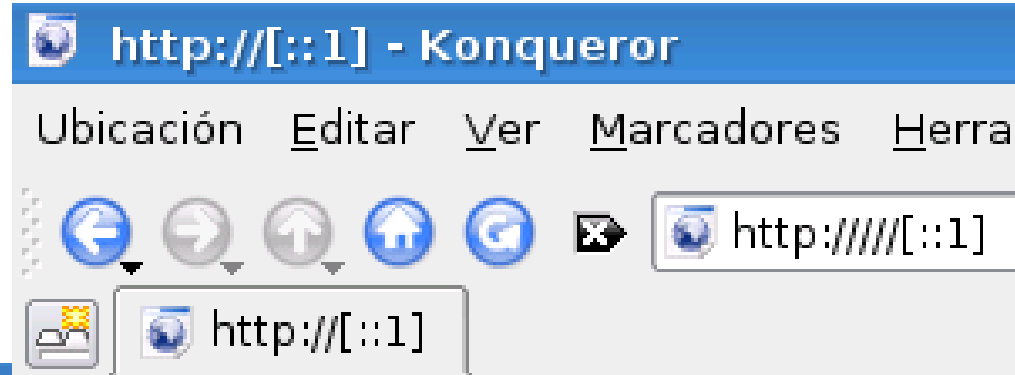 http://[::1] - Konqueror
Ubicación Editar Ver Marcadores Herra
http://///[::1]
http://[::1]